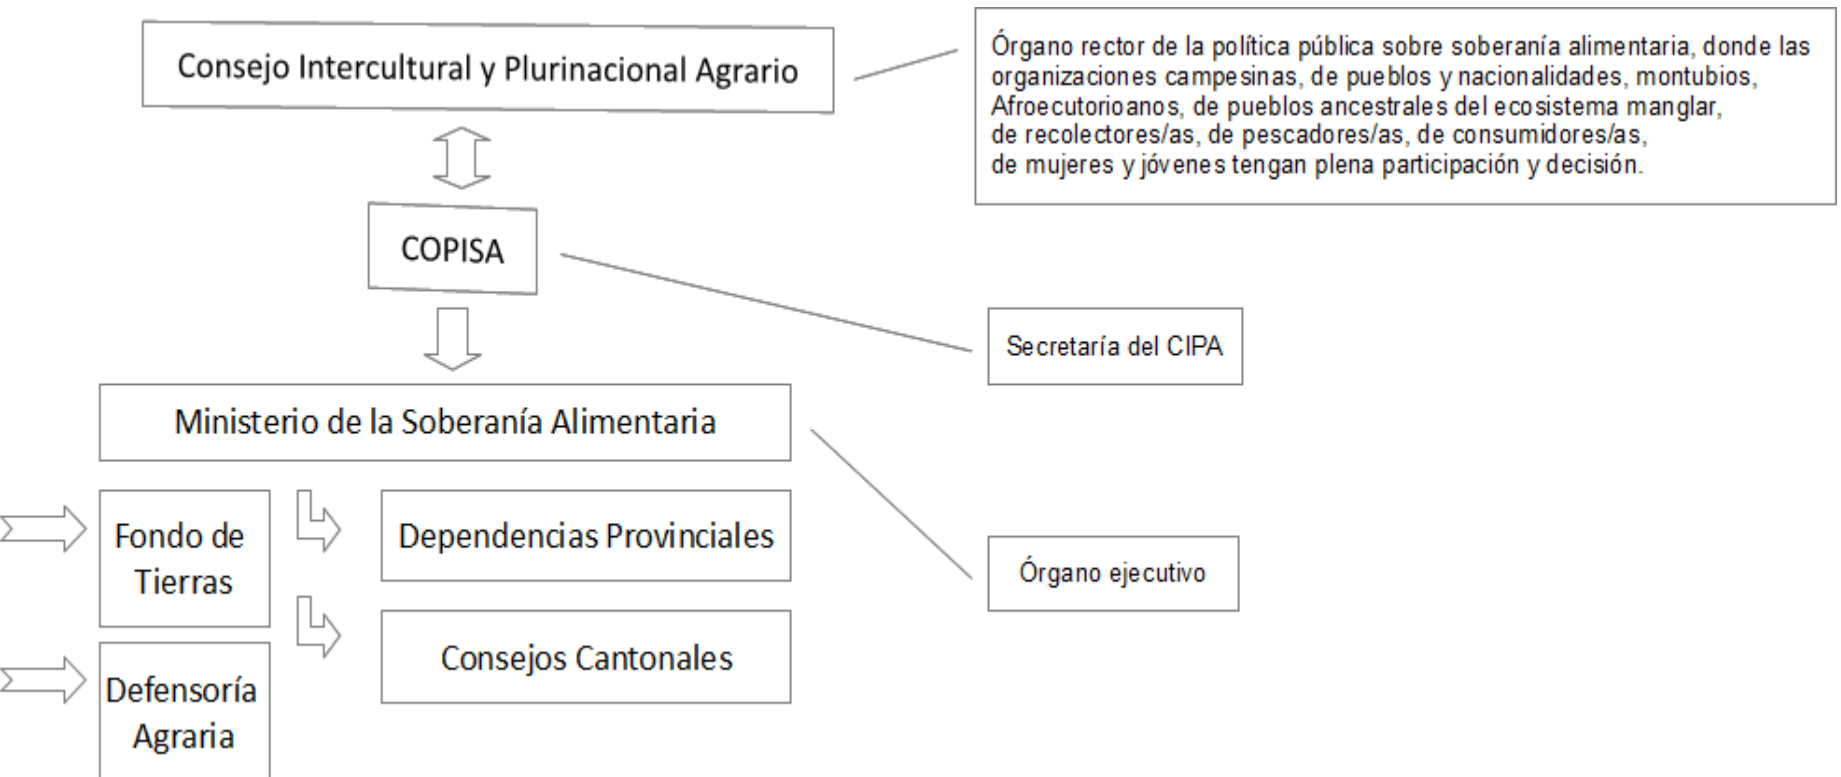 Consejo Intercultural y Plurinacional Agrario
Órgano rector de la política pública sobre soberanía alimentaria, donde las
organizaciones campesinas, de pueblos y nacionalidades, montubios,
Afroecutorioanos, de pueblos ancestrales del ecosistema manglar,
de recolectores/as, de pescadores/as, de consumidores/as,
de mujeres y jóvenes tengan plena participación y decisión.
COPISA
Secretaría del CIPA
Ministerio de la Soberanía Alimentaria
Órgano ejecutivo
Fondo de
Tierras
Dependencias Provinciales
Consejos Cantonales
Defensoría
Agraria